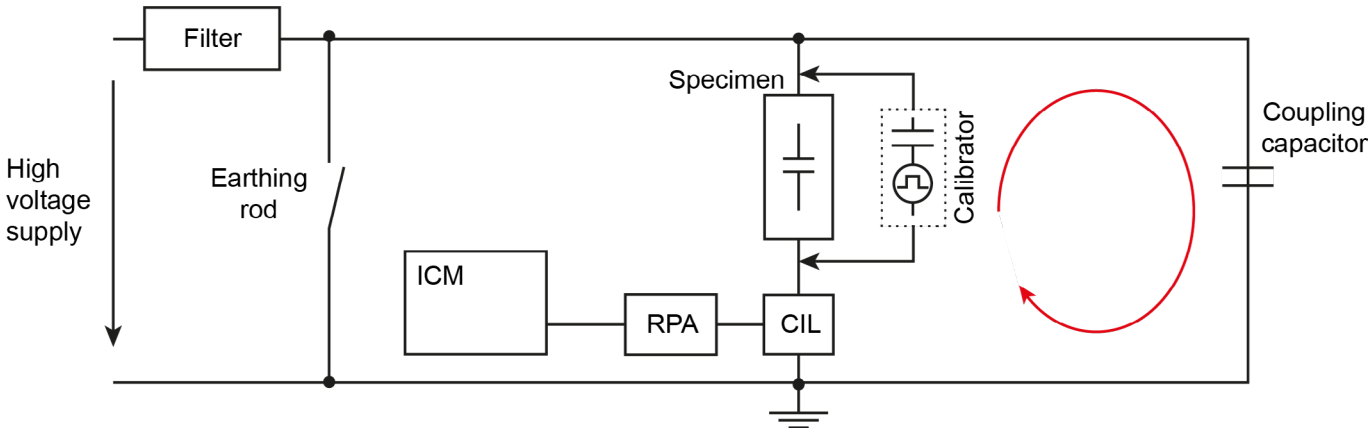 Filter
Specimen
Calibrator
Coupling
capacitor
High
voltage
supply
Earthing
rod
ICM
RPA
CIL